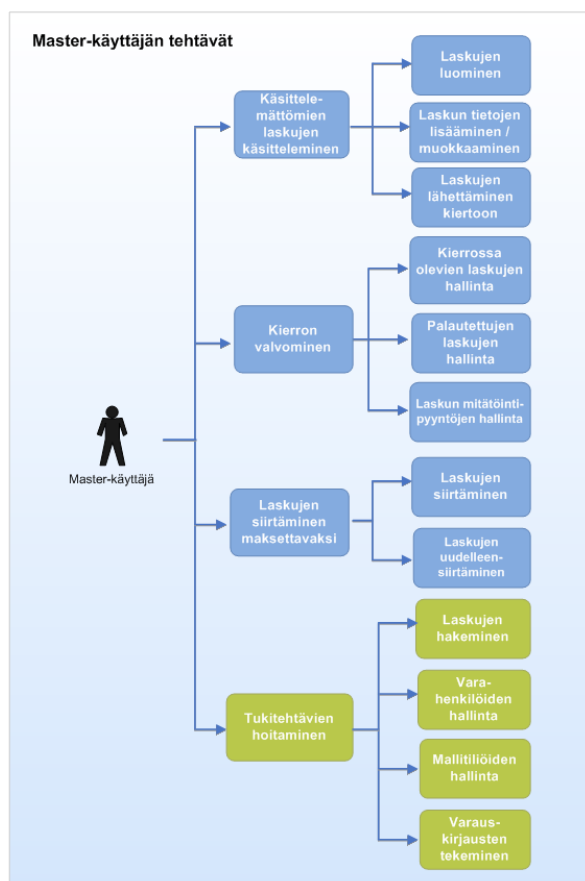 Master-käyttäjän tehtävät
Käsittele-
mättömien
laskujen
käsitteleminen
Laskujen
luominen
Laskun tietojen
lisääminen /
muokkaaminen
Laskujen
lähettäminen
kiertoon
Kierron
valvominen
Kierrossa
olevien laskujen
hallinta
Palautettujen
laskujen
hallinta
Laskun mitätöinti-
pyyntöjen hallinta
Master-käyttäjä
Laskujen
siirtäminen
maksettavaksi
Laskujen
siirtäminen
Laskujen
uudelleen-
siirtäminen
Tukitehtävien
hoitaminen
Laskujen
hakeminen
Vara-
henkilöiden
hallinta
Mallitiliöiden
hallinta
Varaus-
kirjausten
tekeminen